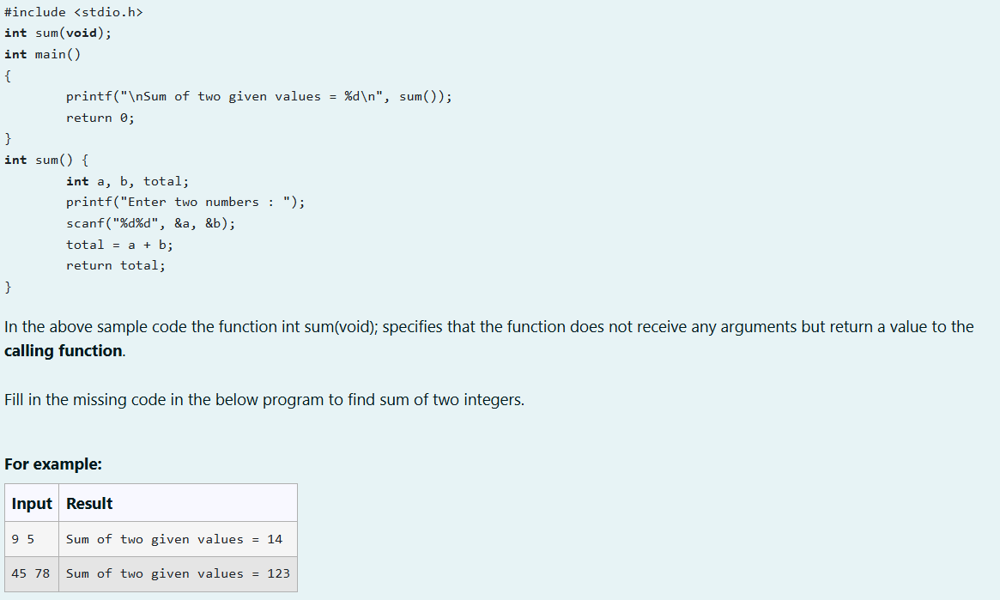 #include <stdio.h>
int sum(void);
int main()
{
        printf("\nSum of two given values = %d\n", sum());
        return 0;
}
int sum() {
        int a, b, total;
        printf("Enter two numbers : ");
        scanf("%d%d", &a, &b);
        total = a + b;
        return total;
}
In the above sample code the function int sum(void); specifies that the function does not receive any arguments but return a value to the
calling function.
Fill in the missing code in the below program to find sum of two integers.
For example:
Input Result
9 5 Sum of two given values = 14
45 78 Sum of two given values = 123